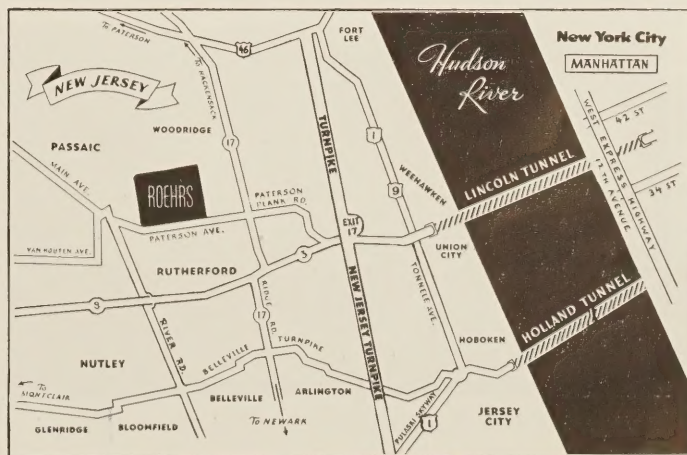 To PATERSON
46
FORT LEE
Hudson River
New York City
MANHATTAN
NEW JERSEY
To HACKENSACK
WOODRIDGE
17
TURNPIKE
1
9
WEEHAWKEN
LINCOLN TUNNEL
WEST EXPRESS HIGHWAY
12TH AVENUE
42 ST
34 ST
PASSAIC
MAIN AVE.
ROEHRS
PATERSON PLANK RD.
PATERSON AVE.
EXIT 17
VAN HOUTEN AVE.
RUTHERFORD
3
UNION CITY
3
RIDGE RD.
17
NEW JERSEY TURNPIKE
TONNELE AVE.
HOLLAND TUNNEL
NUTLEY
RIVER RD.
BELLEVILLE TURNPIKE
HOBOKEN
To MONTCLAIR
BELLEVILLE
ARLINGTON
PULASKI SKYWAY
1
JERSEY CITY
GLENRIDGE
BLOOMFIELD
To NEWARK